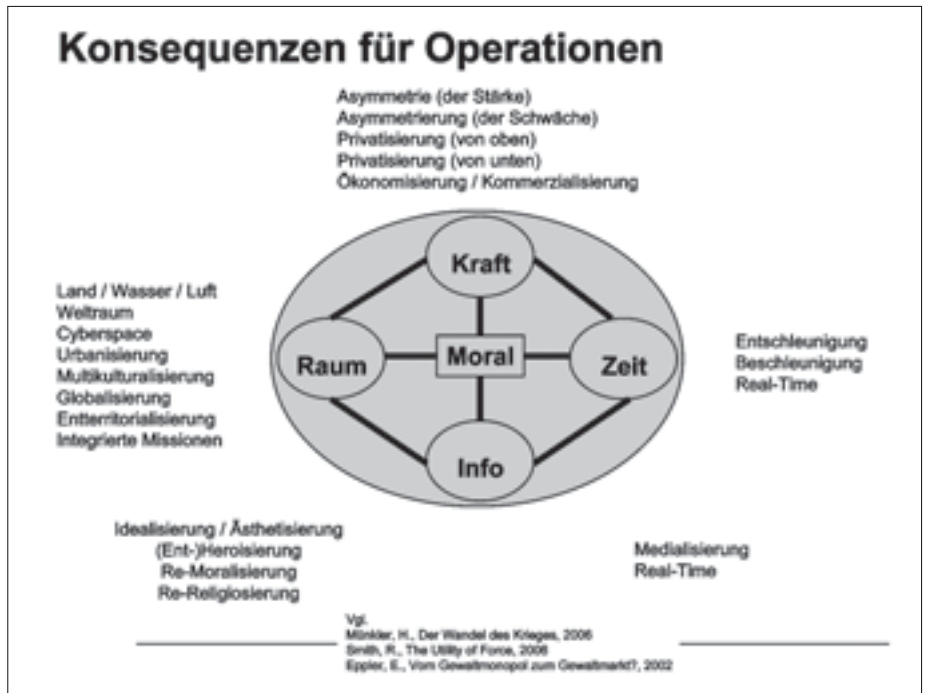 Konsequenzen für Operationen
Asymmetrie (der Stärke)
Asymmetrierung (der Schwäche)
Privatisierung (von oben)
Privatisierung (von unten)
Ökonomisierung / Kommerzialisierung
Kraft
Land / Wasser / Luft
Weltraum
Cyberspace
Urbanisierung
Multikulturalisierung
Globalisierung
Entterritorialisierung
Integrierte Missionen
Raum
Moral
Zeit
Entschleunigung
Beschleunigung
Real-Time
Info
Idealisierung / Ästhetisierung
(Ent-)Heroisierung
Re-Moralisierung
Re-Religiosierung
Medialisierung
Real-Time
Vgl.
Münkler, H., Der Wandel des Krieges, 2006
Smith, R., The Utility of Force, 2006
Eppler, E., Vom Gewaltmonopol zum Gewaltmarkt?, 2002